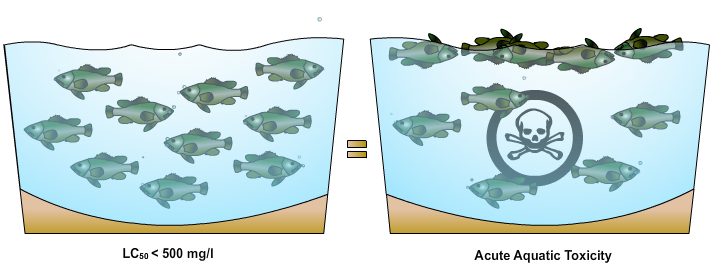 LC₅₀ < 500 mg/l
Acute Aquatic Toxicity